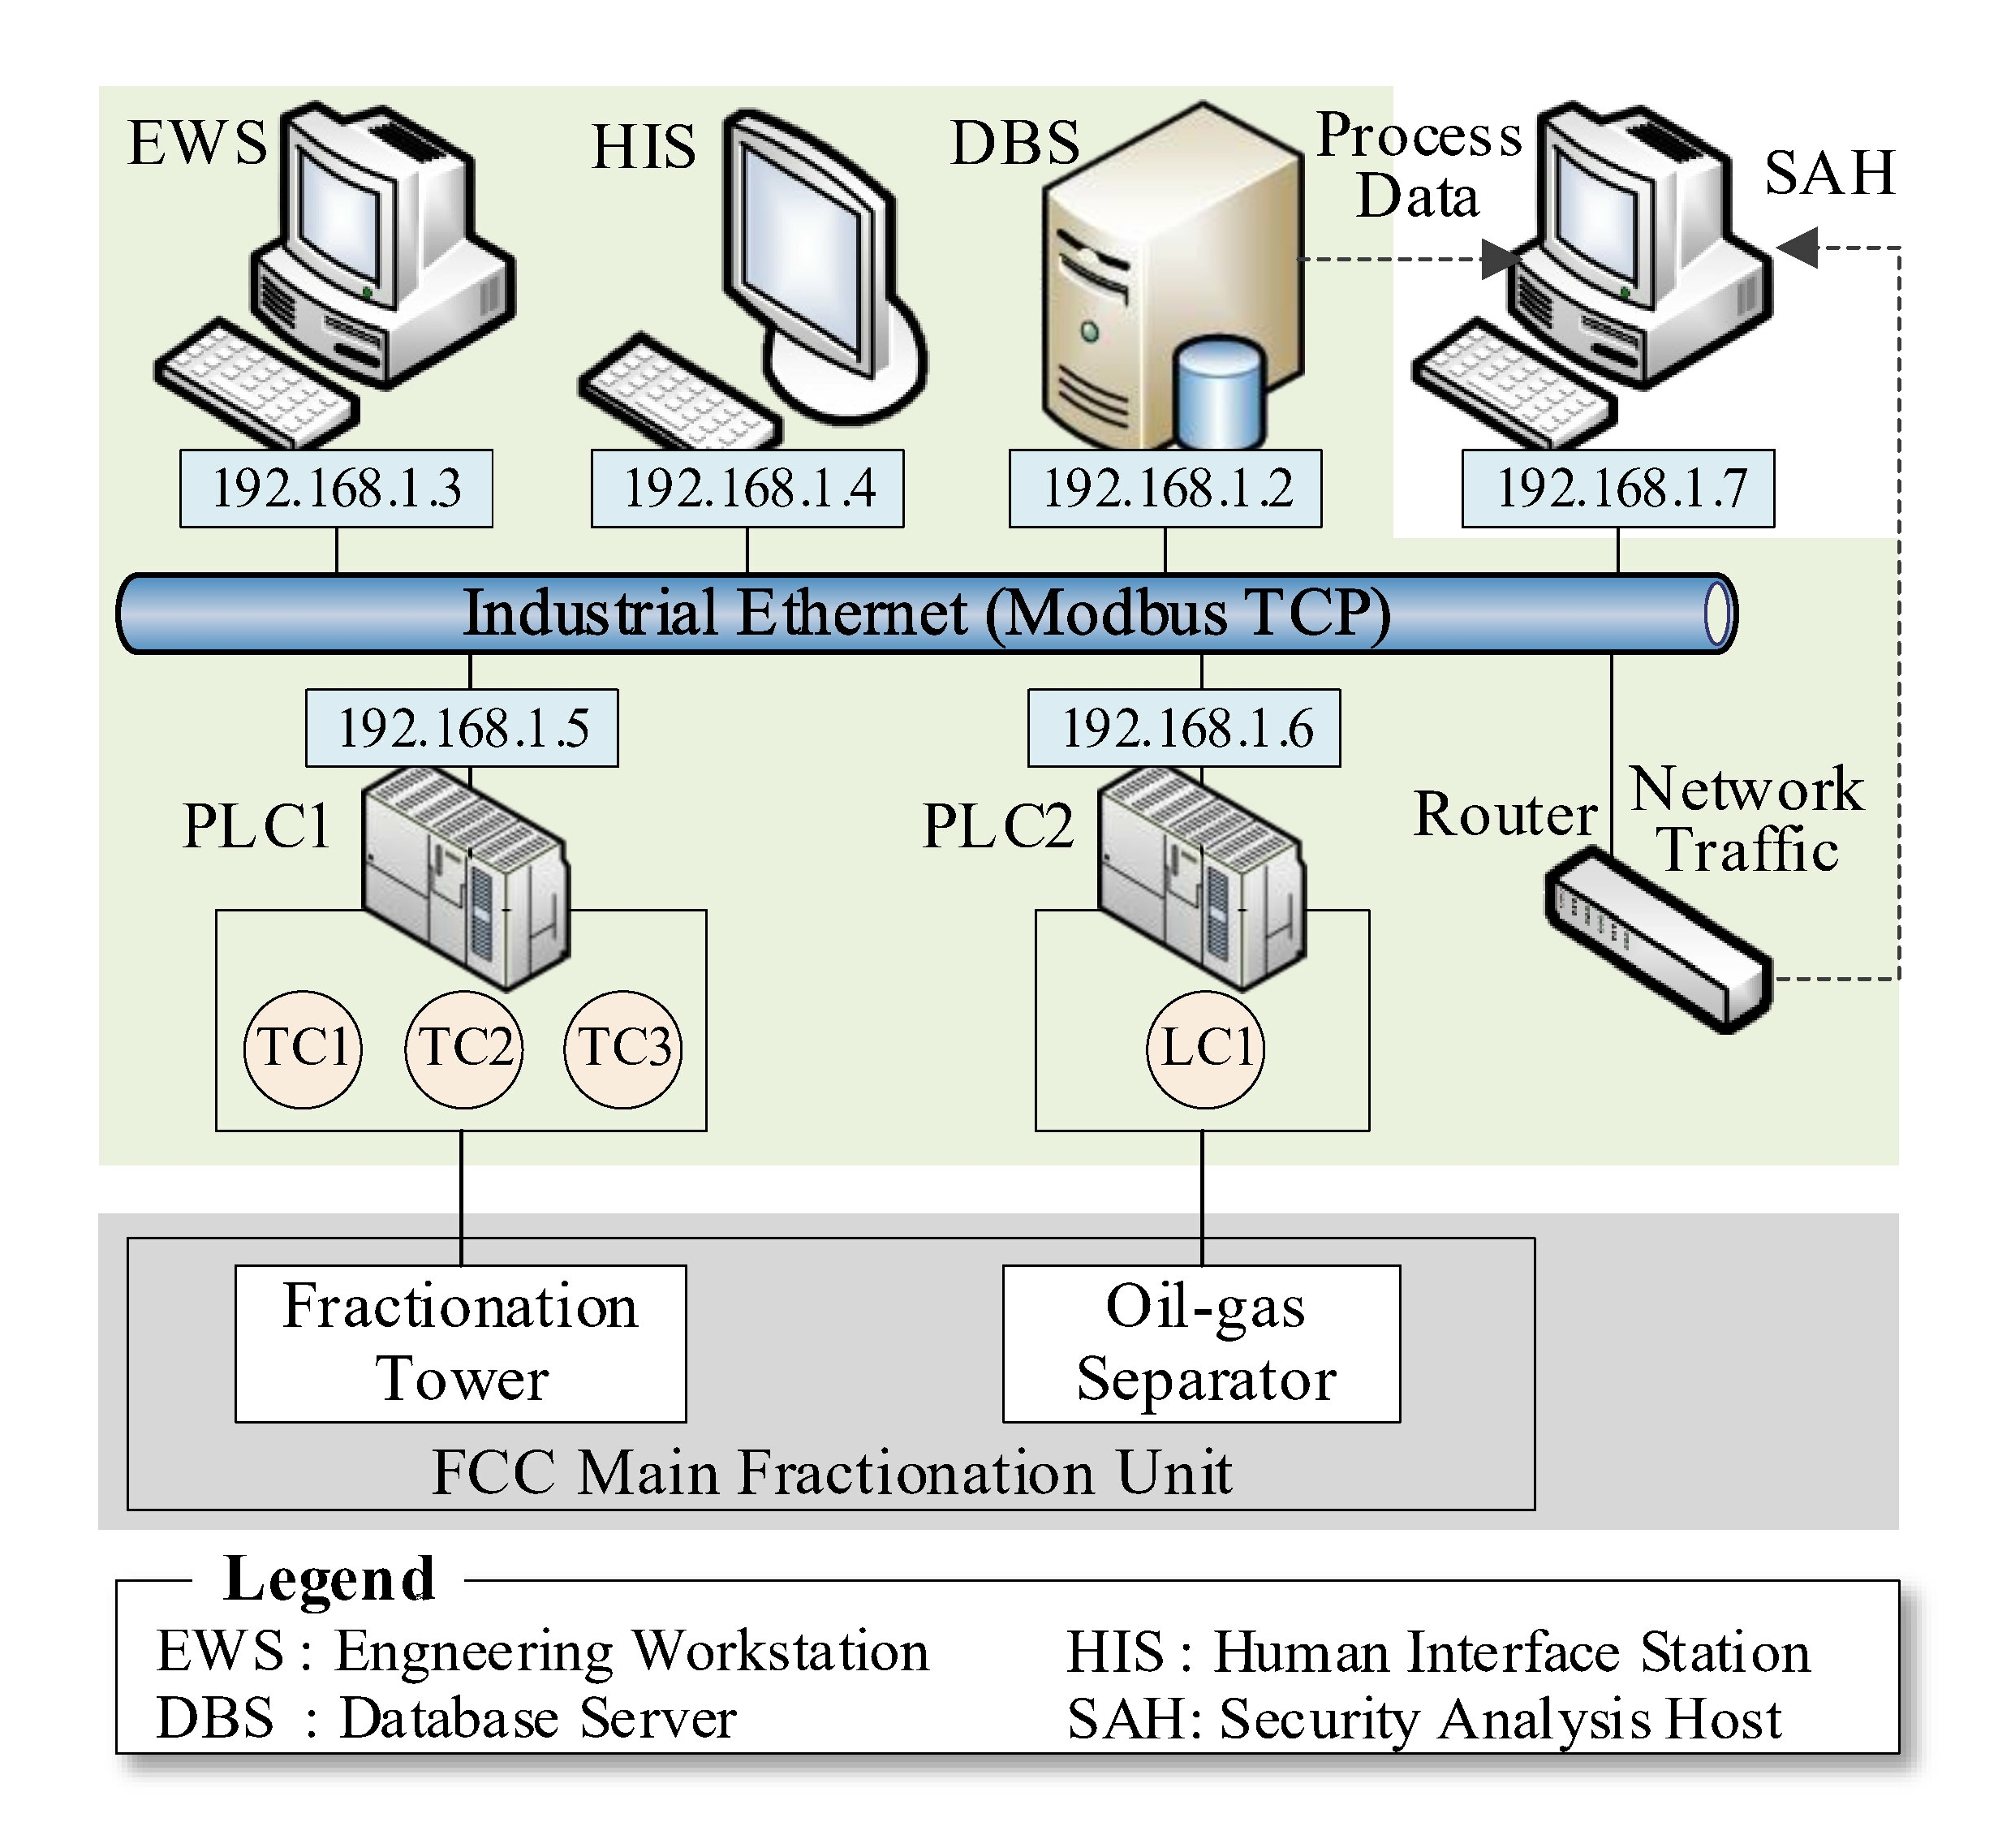 EWS
HIS
DBS
Process
Data
SAH
192.168.1.3
192.168.1.4
192.168.1.2
192.168.1.7
Industrial Ethernet (Modbus TCP)
192.168.1.5
192.168.1.6
PLC1
PLC2
Router
Network
Traffic
TC1
TC2
TC3
LC1
Fractionation
Tower
Oil-gas
Separator
FCC Main Fractionation Unit
Legend
EWS : Engneering Workstation
HIS : Human Interface Station
DBS : Database Server
SAH: Security Analysis Host